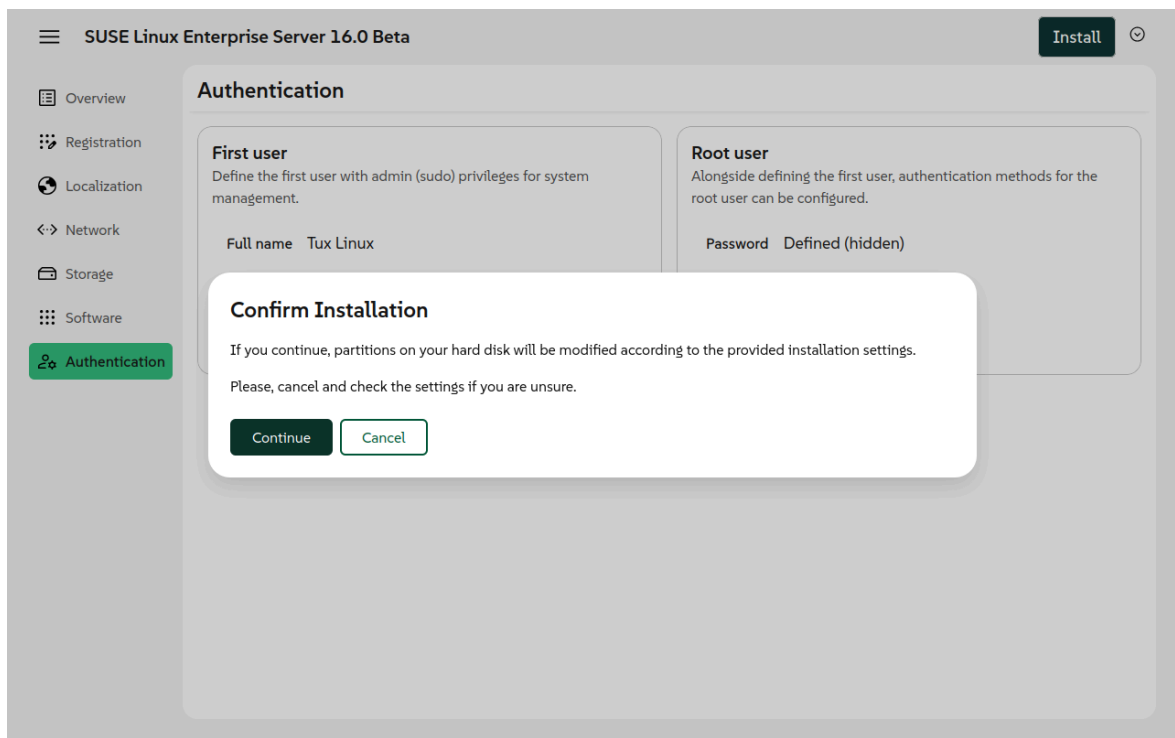 SUSE Linux Enterprise Server 16.0 Beta
Install
Overview
Registration
Localization
Network
Storage
Software
Authentication
Authentication
First user
Define the first user with admin (sudo) privileges for system
management.
Full name Tux Linux
Root user
Alongside defining the first user, authentication methods for the
root user can be configured.
Password Defined (hidden)
Confirm Installation
If you continue, partitions on your hard disk will be modified according to the provided installation settings.
Please, cancel and check the settings if you are unsure.
Continue
Cancel